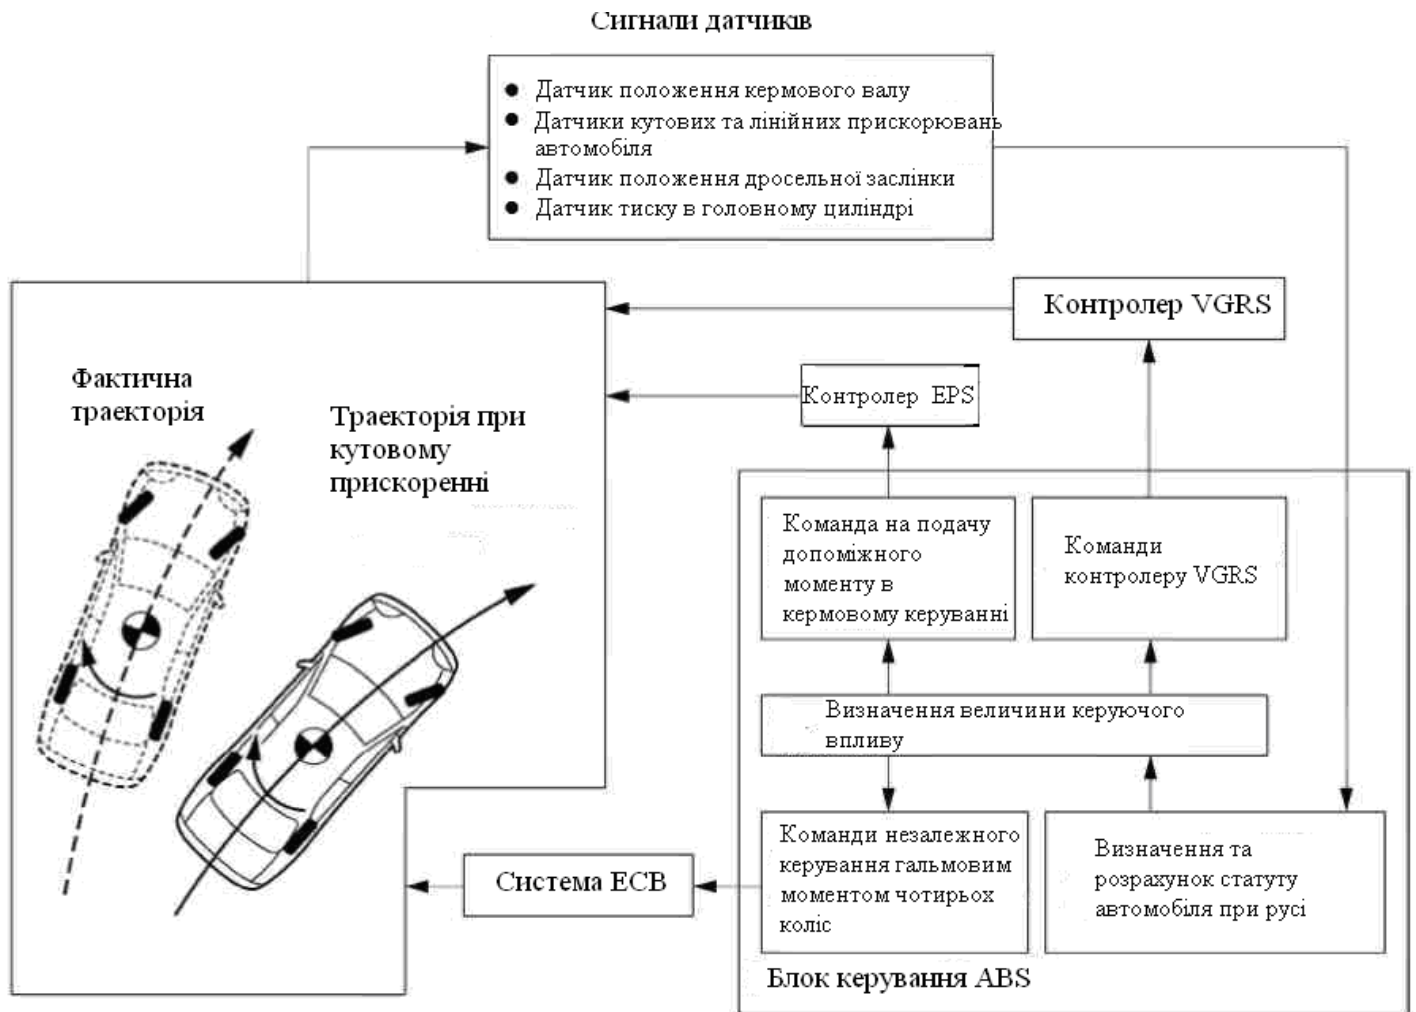 Сигнали датчиків
● Датчик положення кермового валу
● Датчики кутових та лінійних прискорювань
автомобіля
● Датчик положення дросельної заслінки
● Датчик тиску в головному циліндрі
Контролер VGRS
Контролер EPS
Фактична
траекторія
Траекторія при
кутовому
прискоренні
Команда на подачу
допоміжного
моменту в
кермовому керуванні
Команди
контролеру VGRS
Визначення величини керуючого
впливу
Команди незалежного
керування гальмовим
моментом чотирьох
коліс
Визначення та
розрахунок статуту
автомобіля при русі
Система ECB
Блок керування ABS